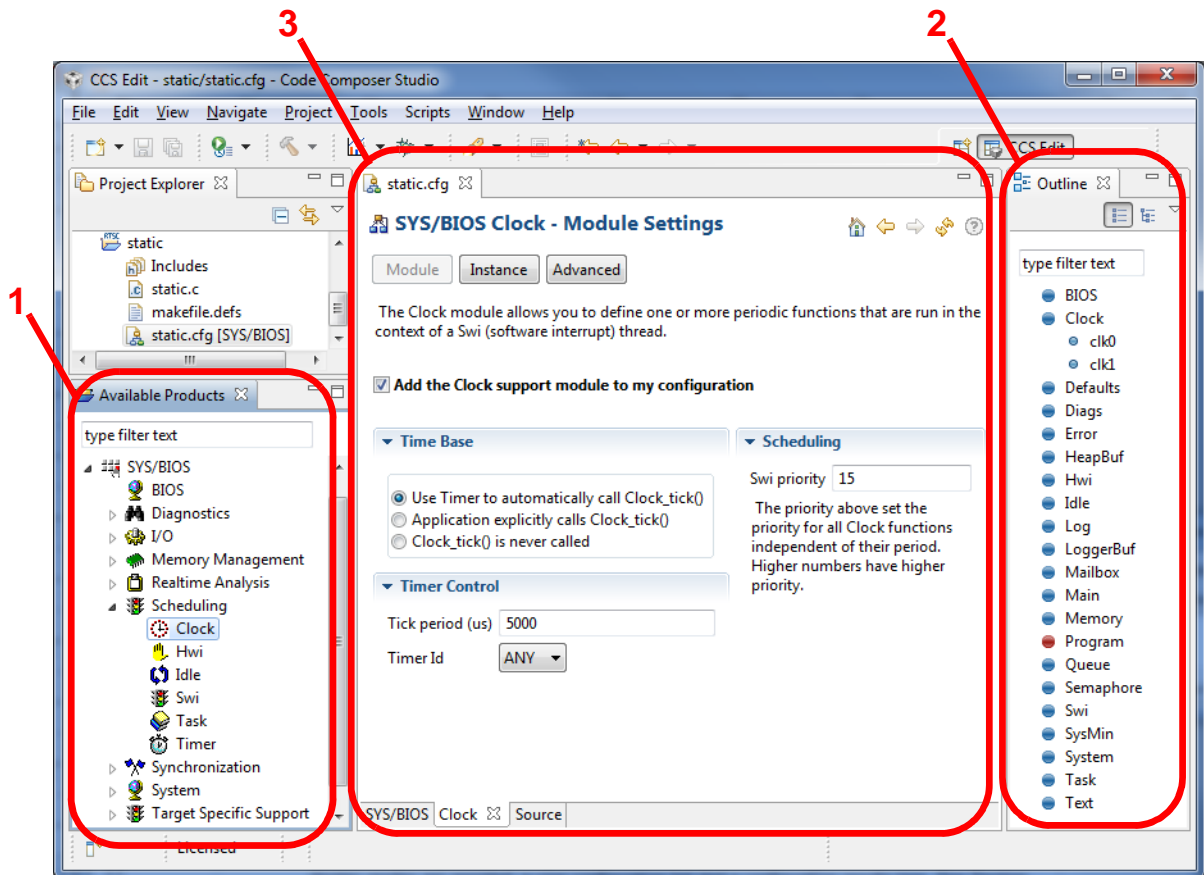 3
2
1
CCS Edit - static/static.cfg - Code Composer Studio
File Edit View Navigate Project Tools Scripts Window Help
CCS Edit
Project Explorer
RTSC
static
Includes
static.c
makefile.defs
static.cfg [SYS/BIOS]
Available Products
type filter text
SYS/BIOS
BIOS
Diagnostics
I/O
Memory Management
Realtime Analysis
Scheduling
Clock
Hwi
Idle
Swi
Task
Timer
Synchronization
System
Target Specific Support
Licensed
static.cfg
SYS/BIOS Clock - Module Settings
Module Instance Advanced
The Clock module allows you to define one or more periodic functions that are run in the
context of a Swi (software interrupt) thread.
Add the Clock support module to my configuration
Time Base
Use Timer to automatically call Clock_tick()
Application explicitly calls Clock_tick()
Clock_tick() is never called
Timer Control
Tick period (us) 5000
Timer Id ANY
Scheduling
Swi priority 15
The priority above set the
priority for all Clock functions
independent of their period.
Higher numbers have higher
priority.
SYS/BIOS Clock Source
Outline
type filter text
BIOS
Clock
clk0
clk1
Defaults
Diags
Error
HeapBuf
Hwi
Idle
Log
LoggerBuf
Mailbox
Main
Memory
Program
Queue
Semaphore
Swi
SysMin
System
Task
Text